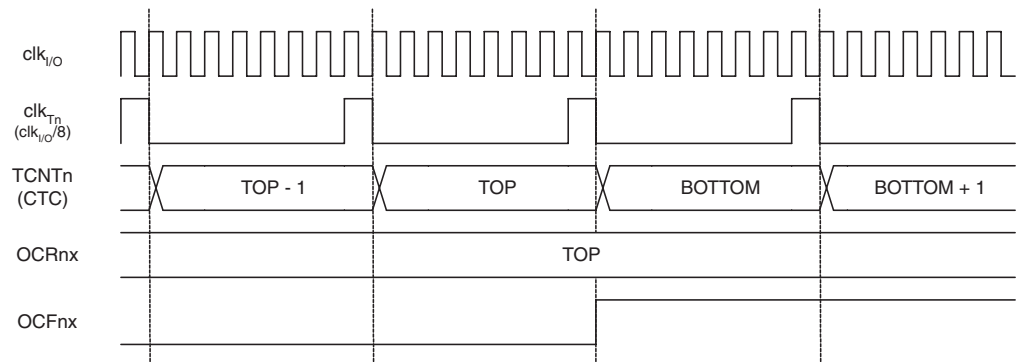 clkI/O
clkTn
(clkI/O/8)
TCNTn
(CTC)
TOP - 1
TOP
BOTTOM
BOTTOM + 1
OCRnx
TOP
OCFnx